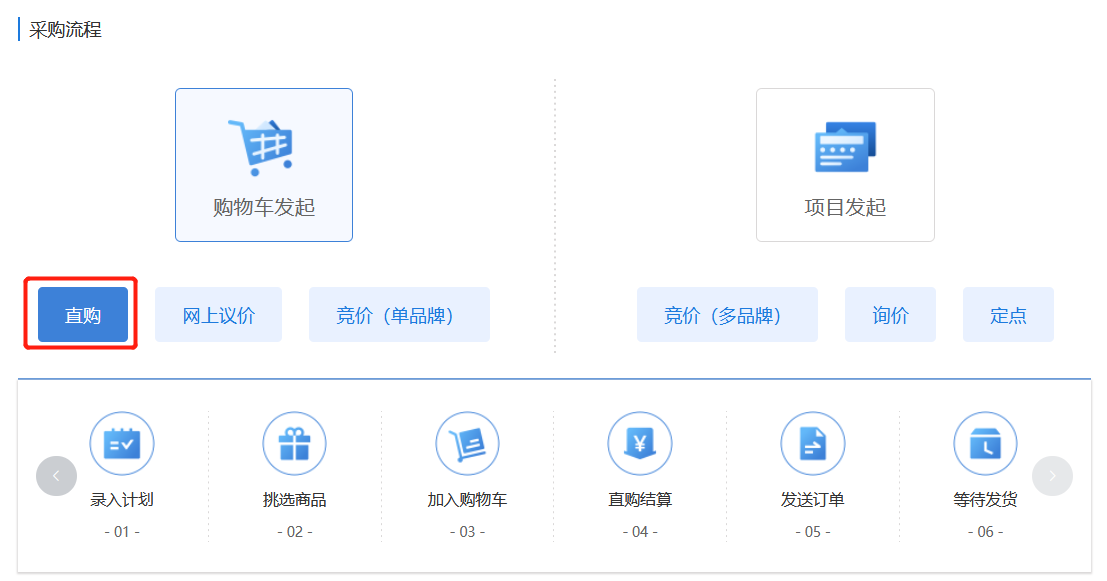 采购流程
购物车发起
项目发起
直购
网上议价
竞价（单品牌）
竞价（多品牌）
询价
定点
录入计划
挑选商品
加入购物车
直购结算
发送订单
等待发货
- 01 -
- 02 -
- 03 -
- 04 -
- 05 -
- 06 -